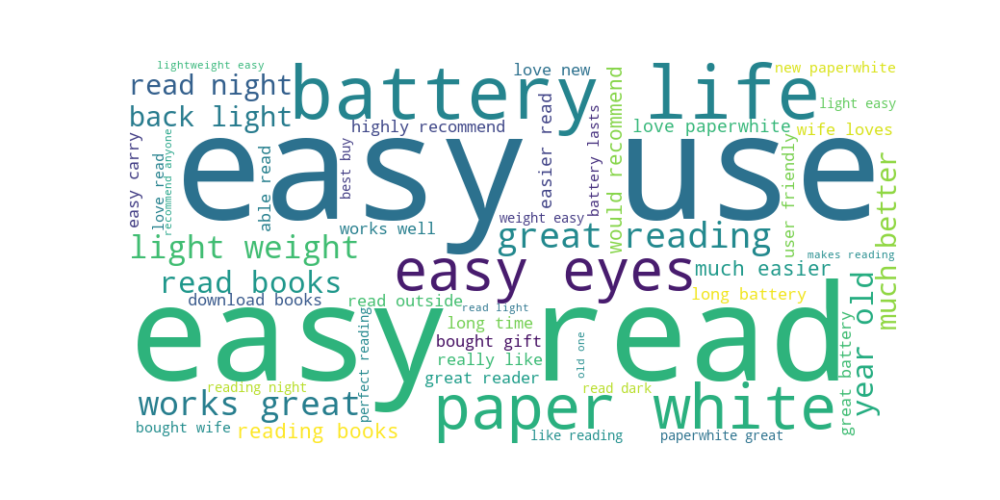 lightweight easy
love new
new paperwhite
read night
battery life
light easy
back light
highly recommend
love paperwhite
wife loves
easy use
easy carry
love read
recommend anyone
able read
best buy
easier read
battery lasts
would recommend
user friendly
much better
works well
weight easy
great reading
light weight
makes reading
easy eyes
much easier
read books
download books
read outside
read light
long battery
easy read
long time
perfect reading
bought gift
old one
year old
great battery
really like
great reader
reading night
read dark
works great
paper white
bought wife
reading books
like reading
paperwhite great